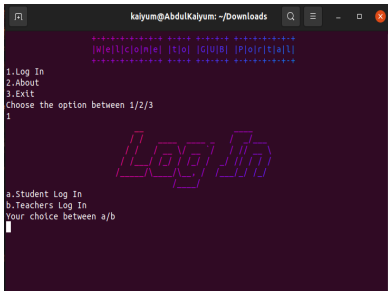 kaiyum@AbdulKaiyum: ~/Downloads
+-+-+-+-+-+-+-+ +-+-+ +-+-+-+ +-+-+-+-+-+-+
|W|e|l|c|o|m|e| |t|o| |G|U|B| |P|o|r|t|a|l|
+-+-+-+-+-+-+-+ +-+-+ +-+-+-+ +-+-+-+-+-+-+
1.Log In
2.About
3.Exit
Choose the option between 1/2/3
1
Log In
a.Student Log In
b.Teachers Log In
Your choice between a/b